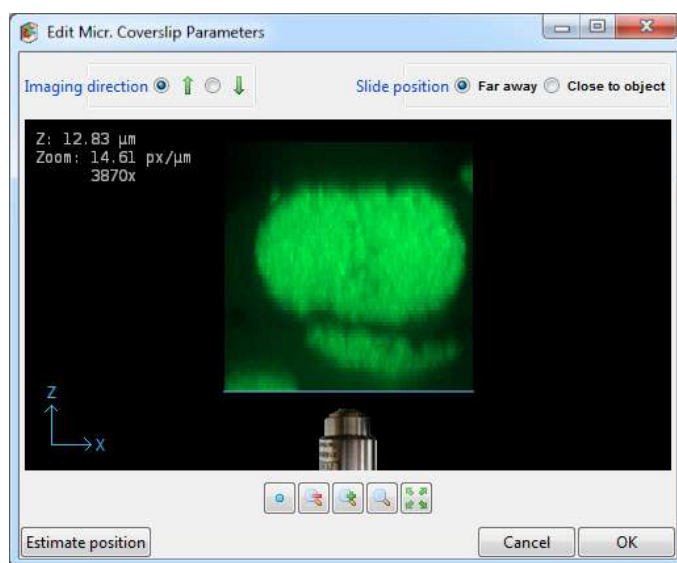 Edit Micr. Coverslip Parameters
Imaging direction Slide position Far away Close to object
Z: 12.83 µm
Zoom: 14.61 px/µm
3870x
Z
X
Estimate position Cancel OK